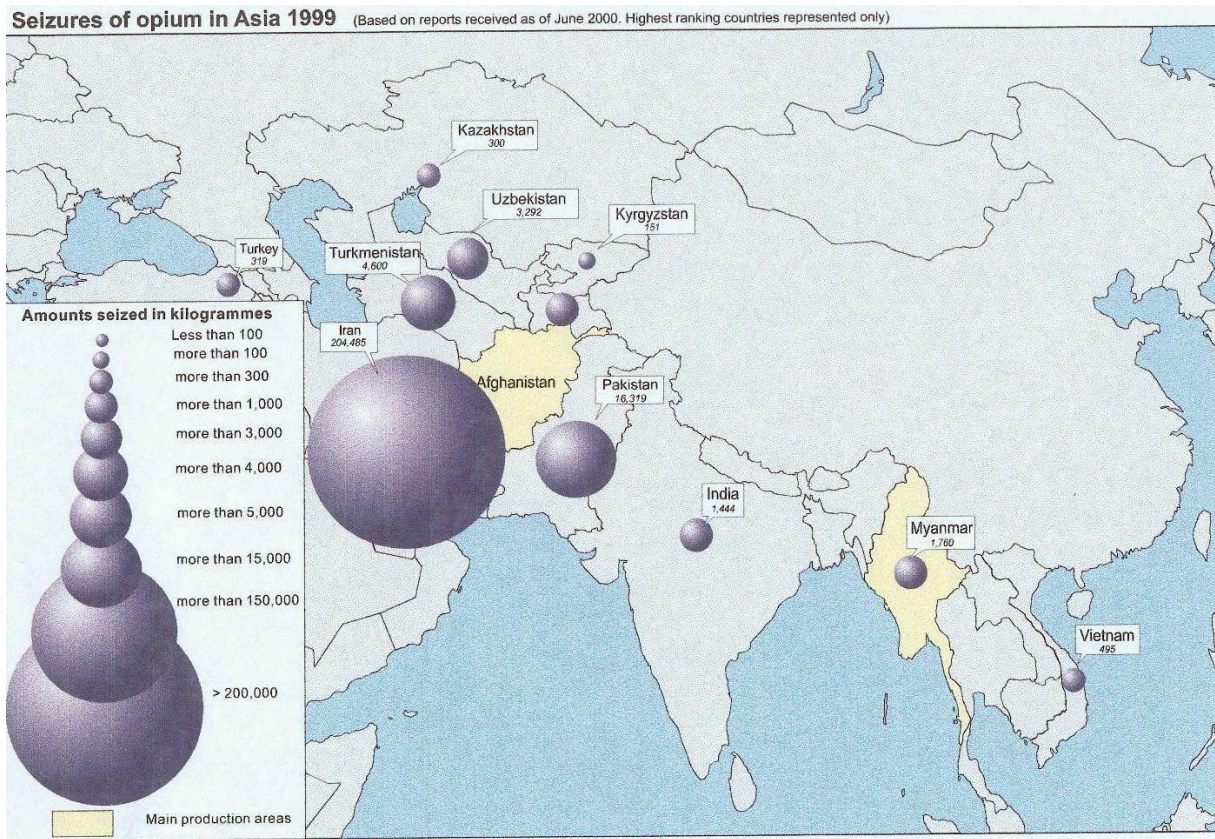 Seizures of opium in Asia 1999 (Based on reports received as of June 2000. Highest ranking countries represented only)
Kazakhstan
300
Uzbekistan
3,292
Kyrgyzstan
151
Turkey
319
Turkmenistan
4,600
Iran
204,485
Afghanistan
Pakistan
16,319
India
1,444
Myanmar
1,760
Vietnam
495
Amounts seized in kilogrammes
Less than 100
more than 100
more than 300
more than 1,000
more than 3,000
more than 4,000
more than 5,000
more than 15,000
more than 150,000
> 200,000
Main production areas